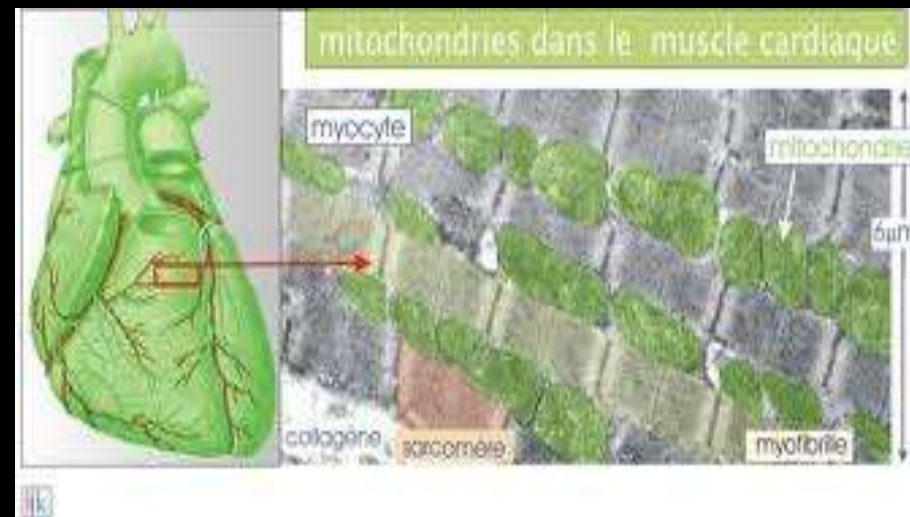 mitochondries dans le muscle cardiaque
myocyte
mitochondrie
6µm
collagène
sarcomère
myofibrille